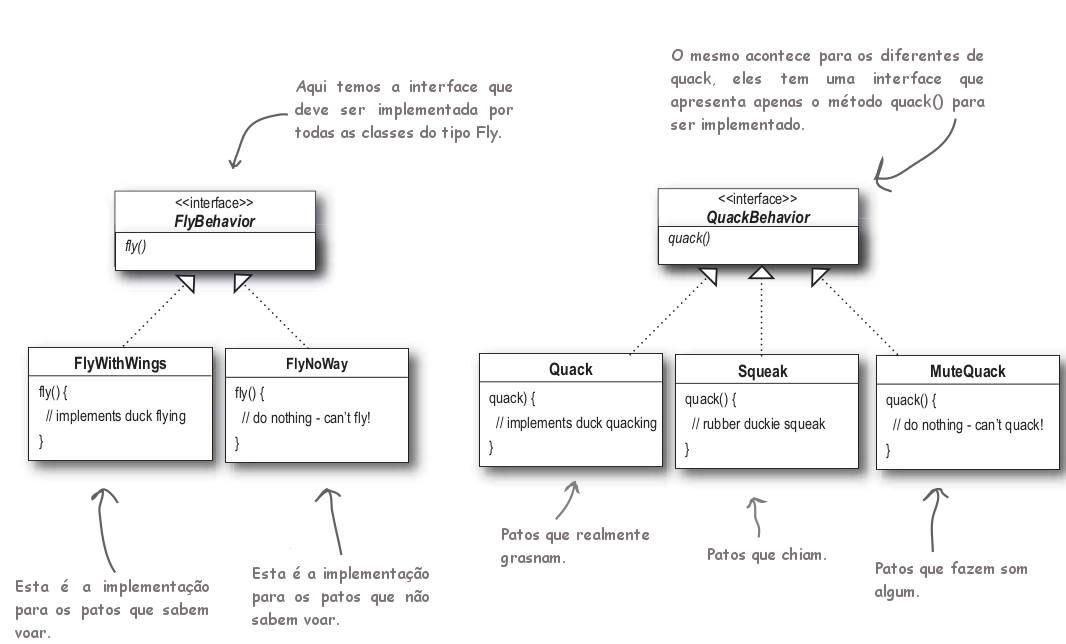 Aqui temos a interface que
deve ser implementada por
todas as classes do tipo Fly.
O mesmo acontece para os diferentes de
quack, eles tem uma interface que
apresenta apenas o método quack() para
ser implementado.
<<interface>>
FlyBehavior
fly()
<<interface>>
QuackBehavior
quack()
FlyWithWings
fly() {
// implements duck flying
}
FlyNoWay
fly() {
// do nothing - can't fly!
}
Quack
quack) {
// implements duck quacking
}
Squeak
quack() {
// rubber duckie squeak
}
MuteQuack
quack() {
// do nothing - can't quack!
}
Esta é a implementação
para os patos que sabem
voar.
Esta é a implementação
para os patos que não
sabem voar.
Patos que realmente
grasnam.
Patos que chiam.
Patos que fazem som
algum.